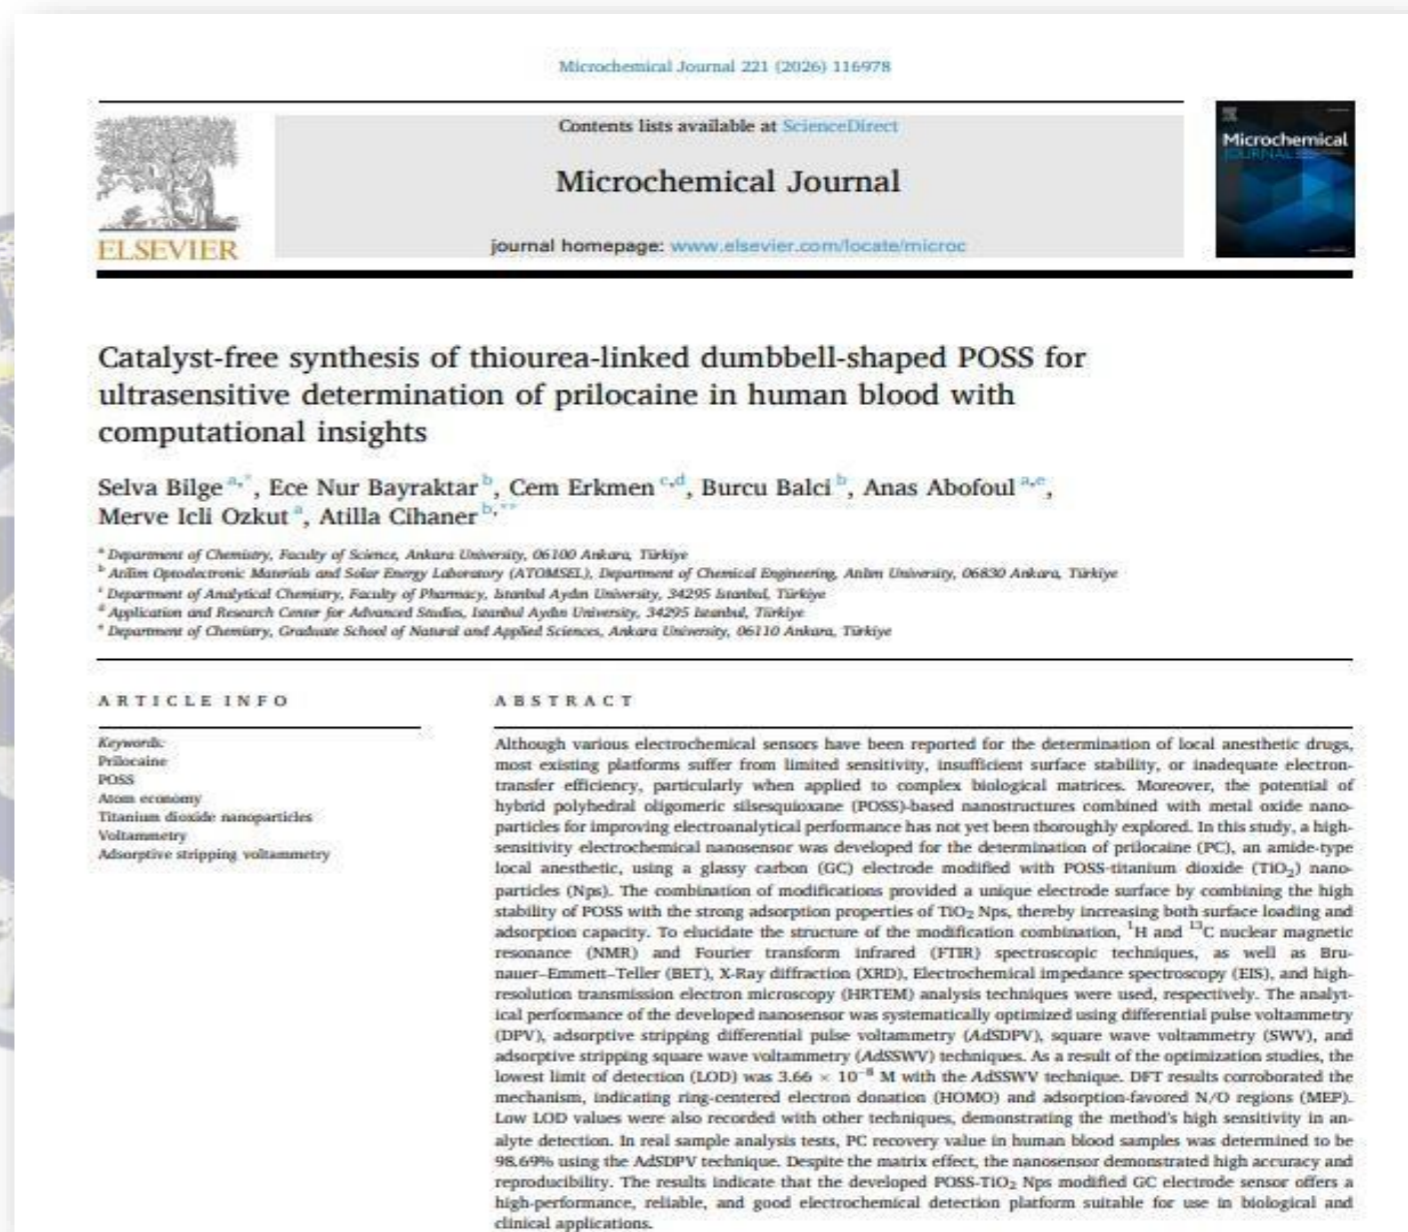 Microchemical Journal 221 (2026) 116978
Contents lists available at ScienceDirect
Microchemical Journal
journal homepage: www.elsevier.com/locate/microc
ELSEVIER
Microchemical
JOURNAL
Catalyst-free synthesis of thiourea-linked dumbbell-shaped POSS for
ultrasensitive determination of prilocaine in human blood with
computational insights
Selva Bilge a,*, Ece Nur Bayraktar b, Cem Erkmen c,d, Burcu Balci b, Anas Abofoul a,e,
Merve Icli Ozkut a, Atilla Cihaner b,**
a Department of Chemistry, Faculty of Science, Ankara University, 06100 Ankara, Türkiye
b Atilim Optoelectronic Materials and Solar Energy Laboratory (ATOMSEL), Department of Chemical Engineering, Atılım University, 06830 Ankara, Türkiye
c Department of Analytical Chemistry, Faculty of Pharmacy, Istanbul Aydın University, 34295 Istanbul, Türkiye
d Application and Research Center for Advanced Studies, Istanbul Aydın University, 34295 Istanbul, Türkiye
e Department of Chemistry, Graduate School of Natural and Applied Sciences, Ankara University, 06110 Ankara, Türkiye
ARTICLE INFO
Keywords:
Prilocaine
POSS
Atom economy
Titanium dioxide nanoparticles
Voltammetry
Adsorptive stripping voltammetry
ABSTRACT
Although various electrochemical sensors have been reported for the determination of local anesthetic drugs,
most existing platforms suffer from limited sensitivity, insufficient surface stability, or inadequate electron-
transfer efficiency, particularly when applied to complex biological matrices. Moreover, the potential of
hybrid polyhedral oligomeric silsesquioxane (POSS)-based nanostructures combined with metal oxide nano-
particles for improving electroanalytical performance has not yet been thoroughly explored. In this study, a high-
sensitivity electrochemical nanosensor was developed for the determination of prilocaine (PC), an amide-type
local anesthetic, using a glassy carbon (GC) electrode modified with POSS-titanium dioxide (TiO₂) nano-
particles (Nps). The combination of modifications provided a unique electrode surface by combining the high
stability of POSS with the strong adsorption properties of TiO₂ Nps, thereby increasing both surface loading and
adsorption capacity. To elucidate the structure of the modification combination, ¹H and ¹³C nuclear magnetic
resonance (NMR) and Fourier transform infrared (FTIR) spectroscopic techniques, as well as Bru-
nauer–Emmett–Teller (BET), X-Ray diffraction (XRD), Electrochemical impedance spectroscopy (EIS), and high-
resolution transmission electron microscopy (HRTEM) analysis techniques were used, respectively. The analyt-
ical performance of the developed nanosensor was systematically optimized using differential pulse voltammetry
(DPV), adsorptive stripping differential pulse voltammetry (AdSDPV), square wave voltammetry (SWV), and
adsorptive stripping square wave voltammetry (AdSSWV) techniques. As a result of the optimization studies, the
lowest limit of detection (LOD) was 3.66 × 10⁻⁸ M with the AdSSWV technique. DFT results corroborated the
mechanism, indicating ring-centered electron donation (HOMO) and adsorption-favored N/O regions (MEP).
Low LOD values were also recorded with other techniques, demonstrating the method's high sensitivity in an-
alyte detection. In real sample analysis tests, PC recovery value in human blood samples was determined to be
98.69% using the AdSDPV technique. Despite the matrix effect, the nanosensor demonstrated high accuracy and
reproducibility. The results indicate that the developed POSS-TiO₂ Nps modified GC electrode sensor offers a
high-performance, reliable, and good electrochemical detection platform suitable for use in biological and
clinical applications.